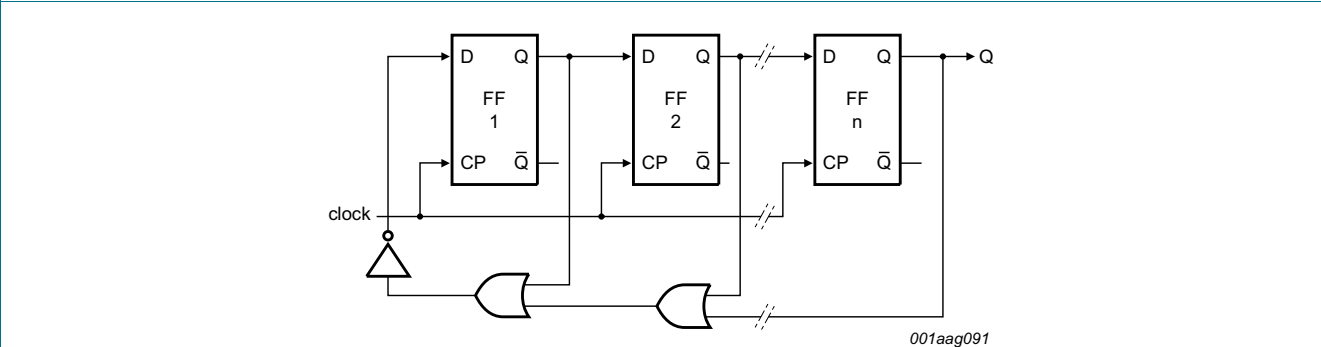 D Q D Q D Q Q
FF FF FF
1 2 n
CP Q̅ CP Q̅ CP Q̅
clock
001aag091